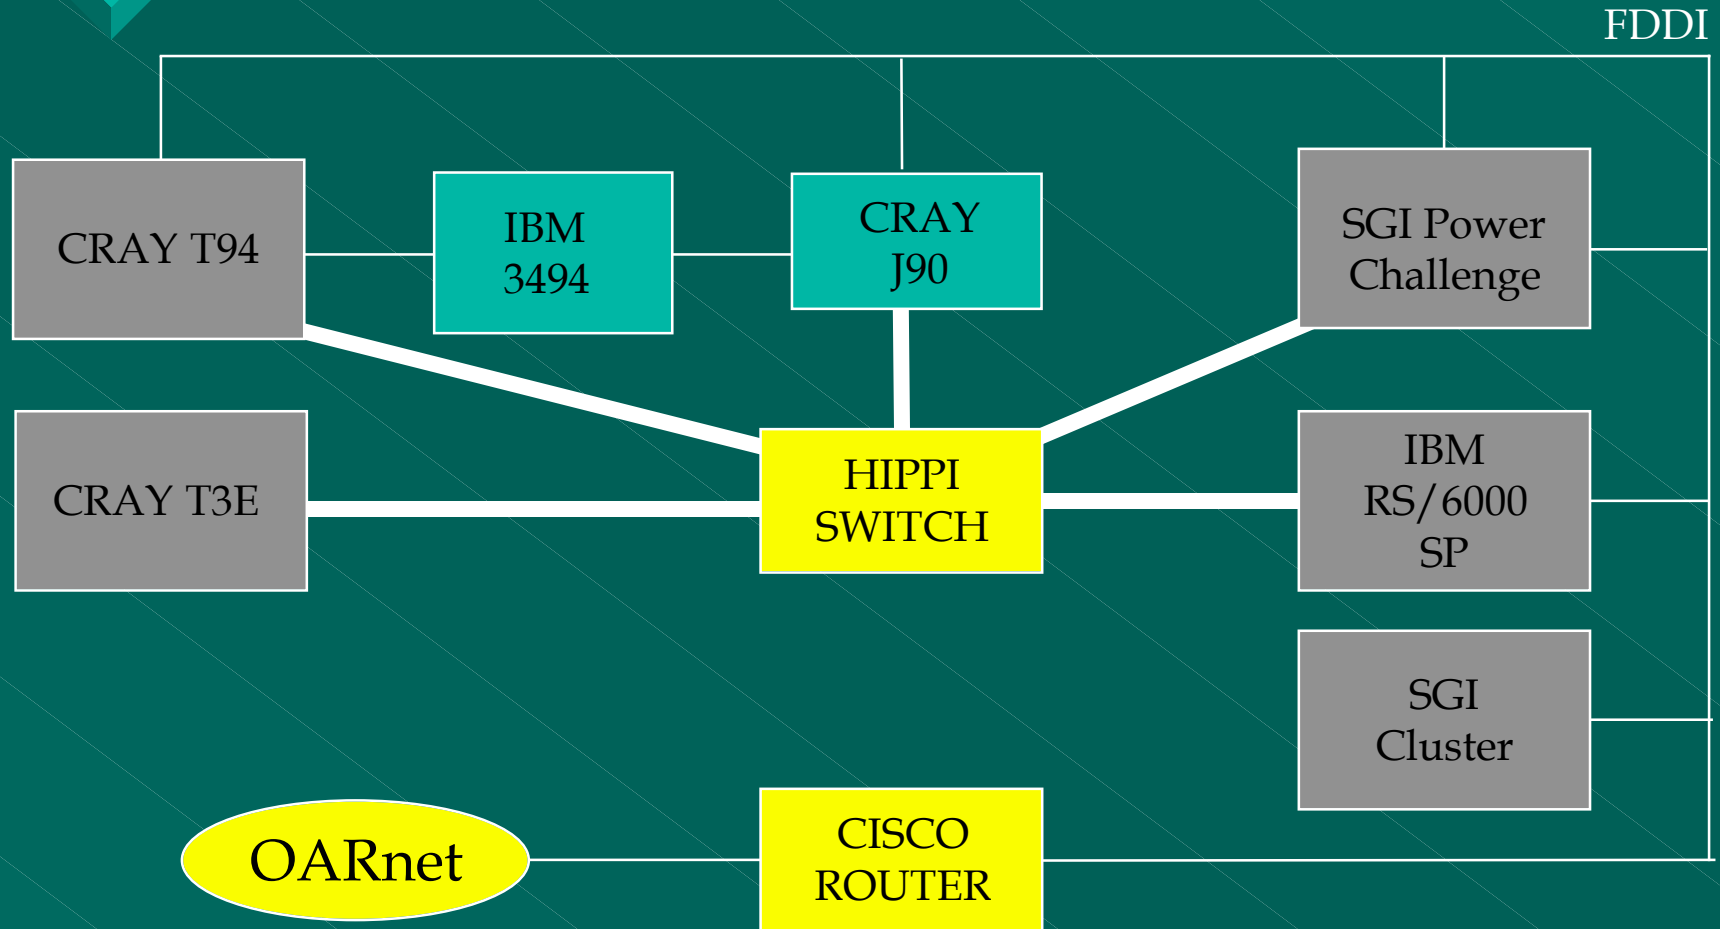 FDDI
CRAY T94
IBM
3494
CRAY
J90
SGI Power
Challenge
CRAY T3E
HIPPI
SWITCH
IBM
RS/6000
SP
SGI
Cluster
OARnet
CISCO
ROUTER